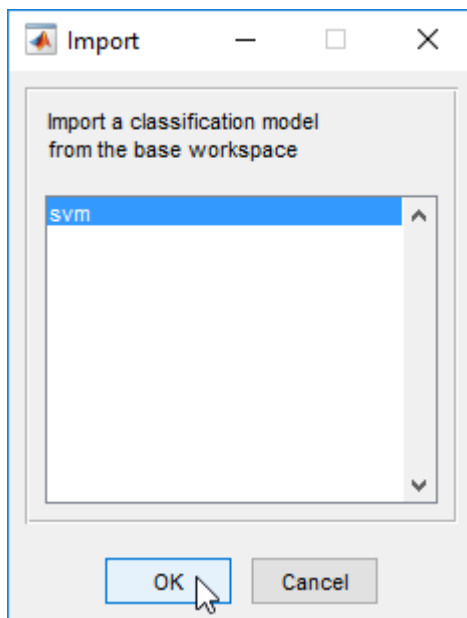 Import
Import a classification model
from the base workspace
svm
OK
Cancel